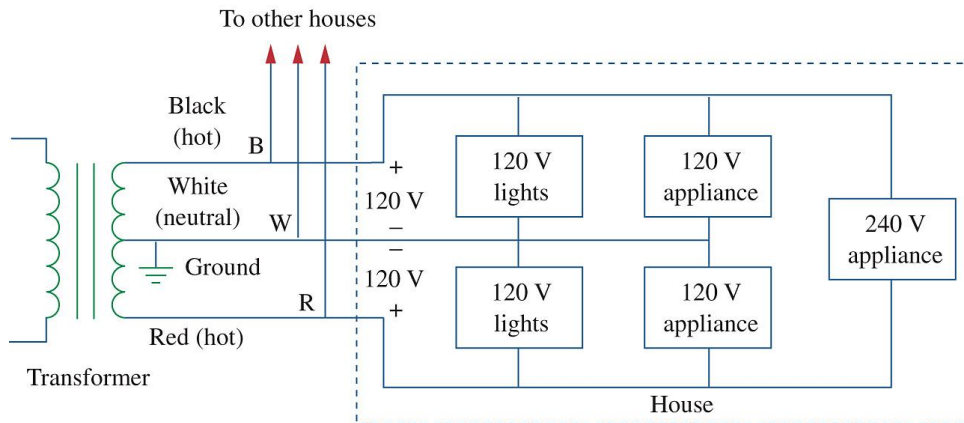 To other houses
Black
(hot)
B
White
(neutral)
W
Ground
R
Red (hot)
Transformer
+
120 V
–
–
120 V
+
120 V
lights
120 V
appliance
240 V
appliance
120 V
lights
120 V
appliance
House